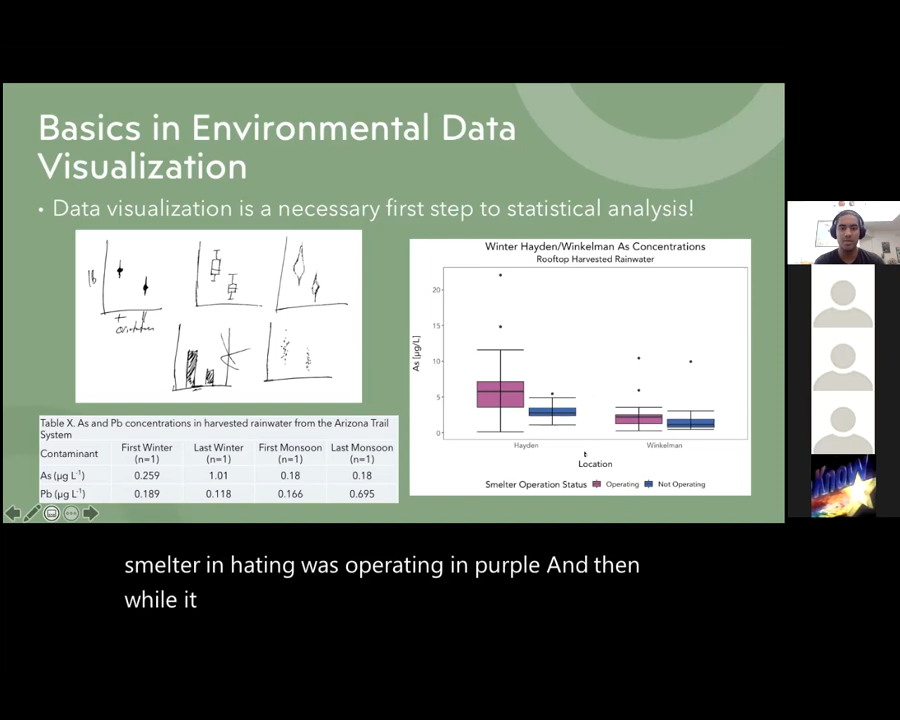 Basics in Environmental Data
Visualization
• Data visualization is a necessary first step to statistical analysis!
lb
Winter Hayden/Winkelman As Concentrations
Rooftop Harvested Rainwater
As [µg/L]
20
15
10
5
0
Hayden
Winkelman
Location
Smelter Operation Status Operating Not Operating
Table X. As and Pb concentrations in harvested rainwater from the Arizona Trail
System
Contaminant First Winter (n=1) Last Winter (n=1) First Monsoon (n=1) Last Monsoon (n=1)
As (µg L⁻¹) 0.259 1.01 0.18 0.18
Pb (µg L⁻¹) 0.189 0.118 0.166 0.695
Know
smelter in hating was operating in purple And then
while it